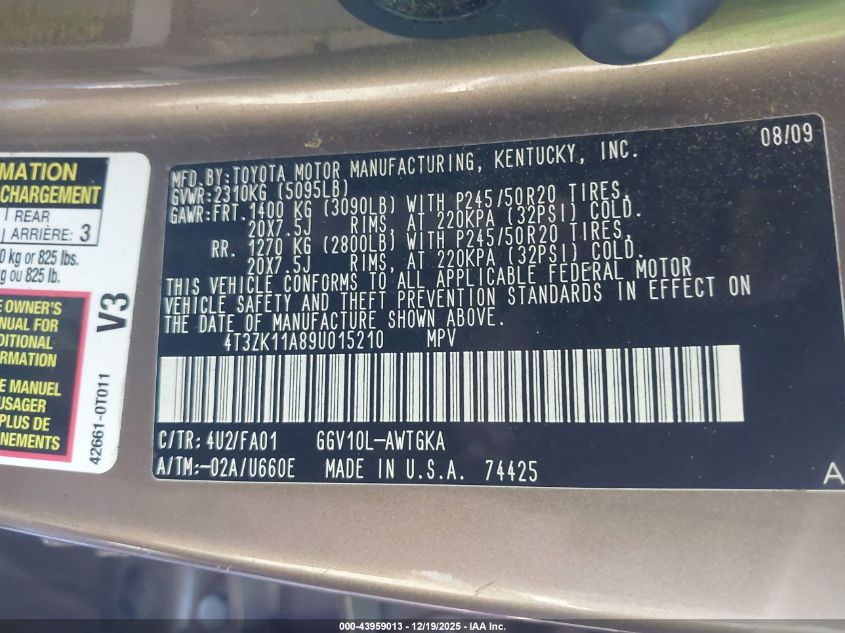 MATION
CHARGEMENT
REAR
ARRIÈRE: 3
0 kg or 825 lbs.
kg ou 825 lb.
E OWNER'S
ANUAL FOR
DITIONAL
FORMATION
LE MANUEL
USAGER
PLUS DE
GNEMENTS
V3
42661-0T011
08/09
MFD.BY:TOYOTA MOTOR MANUFACTURING, KENTUCKY, INC.
GVWR:2310KG (5095LB)
GAWR:FRT. 1400 KG (3090LB) WITH P245/50R20 TIRES,
20X7.5J RIMS, AT 220KPA (32PSI) COLD.
RR. 1270 KG (2800LB) WITH P245/50R20 TIRES,
20X7.5J RIMS, AT 220KPA (32PSI) COLD.
THIS VEHICLE CONFORMS TO ALL APPLICABLE FEDERAL MOTOR
VEHICLE SAFETY AND THEFT PREVENTION STANDARDS IN EFFECT ON
THE DATE OF MANUFACTURE SHOWN ABOVE.
4T3ZK11A89U015210 MPV
C/TR: 4U2/FA01 GGV10L-AWTGKA
A/TM:-02A/U660E MADE IN U.S.A. 74425
A
000-43959013 - 12/19/2025 - IAA Inc.